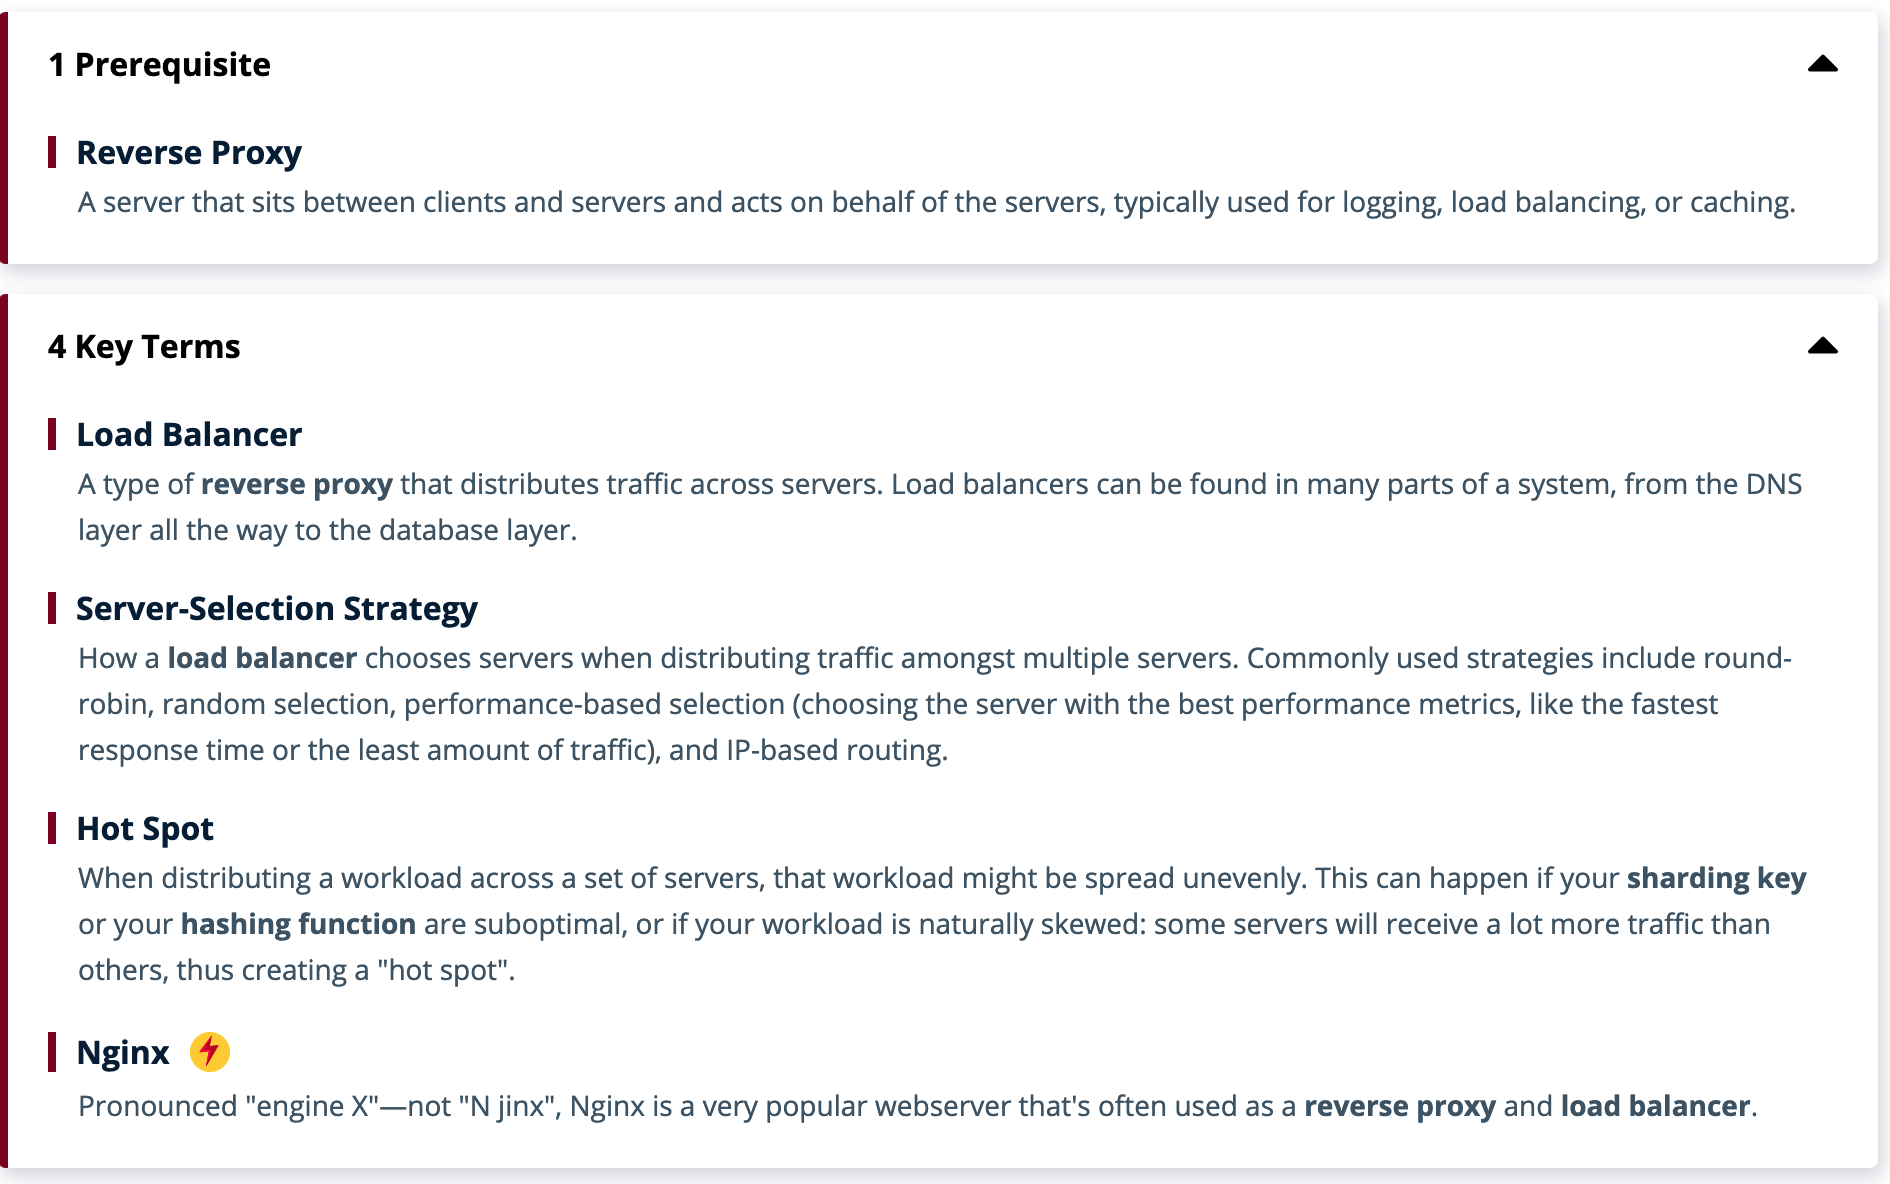 1 Prerequisite
Reverse Proxy
A server that sits between clients and servers and acts on behalf of the servers, typically used for logging, load balancing, or caching.
4 Key Terms
Load Balancer
A type of reverse proxy that distributes traffic across servers. Load balancers can be found in many parts of a system, from the DNS
layer all the way to the database layer.
Server-Selection Strategy
How a load balancer chooses servers when distributing traffic amongst multiple servers. Commonly used strategies include round-
robin, random selection, performance-based selection (choosing the server with the best performance metrics, like the fastest
response time or the least amount of traffic), and IP-based routing.
Hot Spot
When distributing a workload across a set of servers, that workload might be spread unevenly. This can happen if your sharding key
or your hashing function are suboptimal, or if your workload is naturally skewed: some servers will receive a lot more traffic than
others, thus creating a "hot spot".
Nginx
Pronounced "engine X"—not "N jinx", Nginx is a very popular webserver that's often used as a reverse proxy and load balancer.